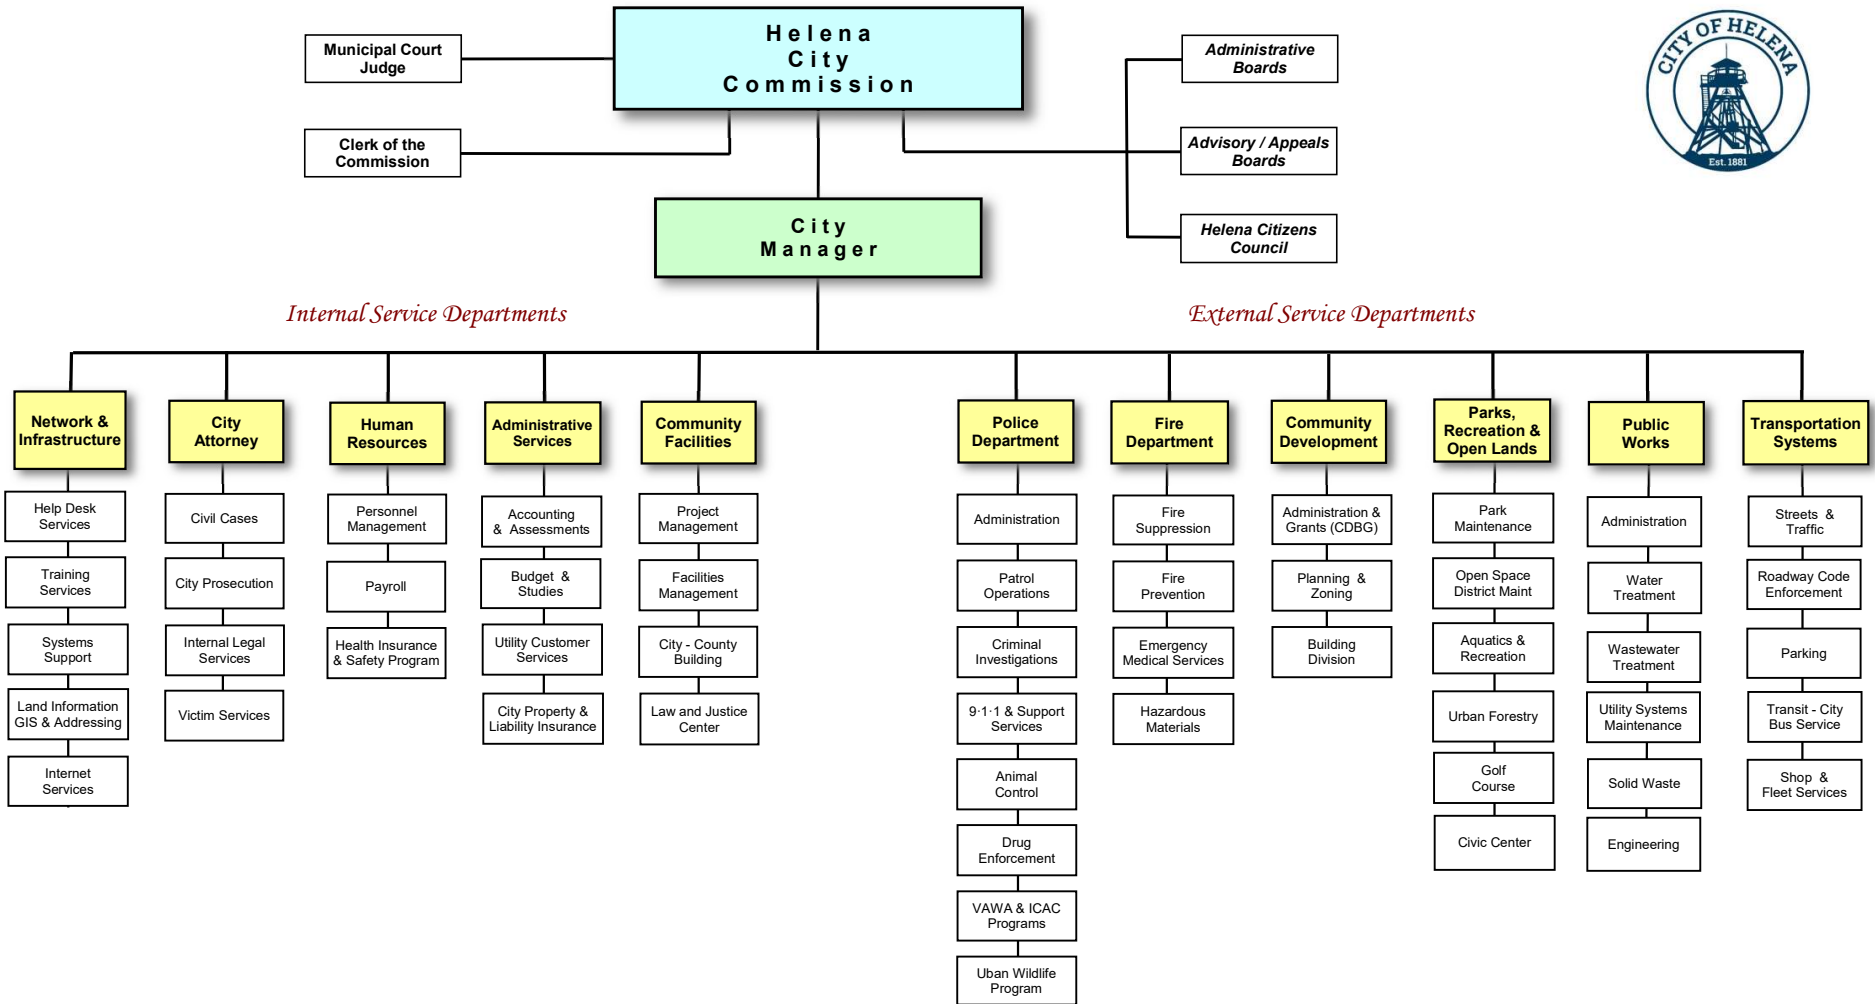 Helena
City
Commission
Municipal Court
Judge
Clerk of the
Commission
Administrative
Boards
Advisory / Appeals
Boards
Helena Citizens
Council
CITY OF HELENA
Est. 1881
City
Manager
Internal Service Departments
External Service Departments
Network &
Infrastructure
Help Desk
Services
Training
Services
Systems
Support
Land Information
GIS & Addressing
Internet
Services
City
Attorney
Civil Cases
City Prosecution
Internal Legal
Services
Victim Services
Human
Resources
Personnel
Management
Payroll
Health Insurance
& Safety Program
Administrative
Services
Accounting
& Assessments
Budget &
Studies
Utility Customer
Services
City Property &
Liability Insurance
Community
Facilities
Project
Management
Facilities
Management
City - County
Building
Law and Justice
Center
Police
Department
Administration
Patrol
Operations
Criminal
Investigations
9·1·1 & Support
Services
Animal
Control
Drug
Enforcement
VAWA & ICAC
Programs
Uban Wildlife
Program
Fire
Department
Fire
Suppression
Fire
Prevention
Emergency
Medical Services
Hazardous
Materials
Community
Development
Administration &
Grants (CDBG)
Planning &
Zoning
Building
Division
Parks,
Recreation &
Open Lands
Park
Maintenance
Open Space
District Maint
Aquatics &
Recreation
Urban Forestry
Golf
Course
Civic Center
Public
Works
Administration
Water
Treatment
Wastewater
Treatment
Utility Systems
Maintenance
Solid Waste
Engineering
Transportation
Systems
Streets &
Traffic
Roadway Code
Enforcement
Parking
Transit - City
Bus Service
Shop &
Fleet Services